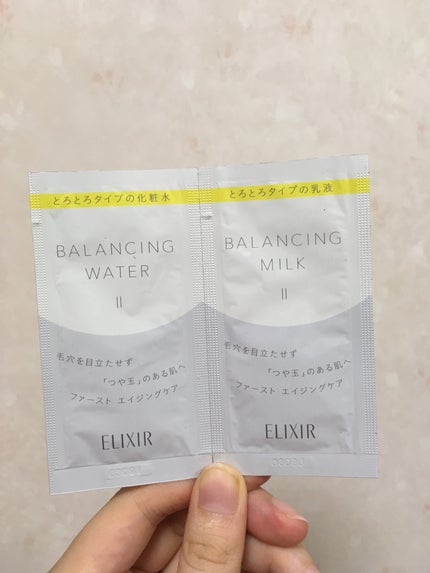 とろとろタイプの化粧水
BALANCING
WATER
II
毛穴を目立たせず
「つや玉」のある肌へ
ファースト エイジングケア
ELIXIR
とろとろタイプの乳液
BALANCING
MILK
II
毛穴を目立たせず
「つや玉」のある肌へ
ファースト エイジングケア
ELIXIR